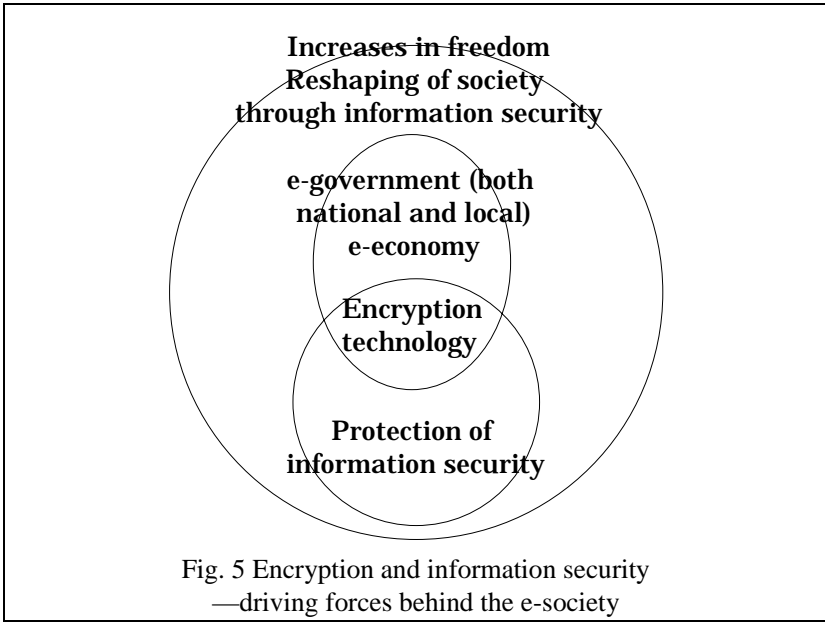 Increases in freedom
Reshaping of society
through information security
e-government (both
national and local)
e-economy
Encryption
technology
Protection of
information security
Fig. 5 Encryption and information security
—driving forces behind the e-society